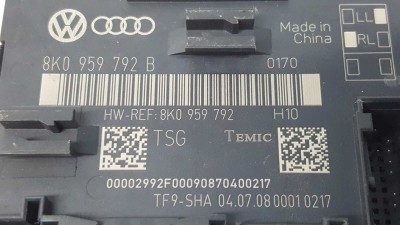 Made in
China
LL
RL
8K0 959 792 B 0170
HW-REF: 8K0 959 792 H10
TSG TEMIC
00002992F00090870400217
TF9-SHA 04.07.08 0001 0217